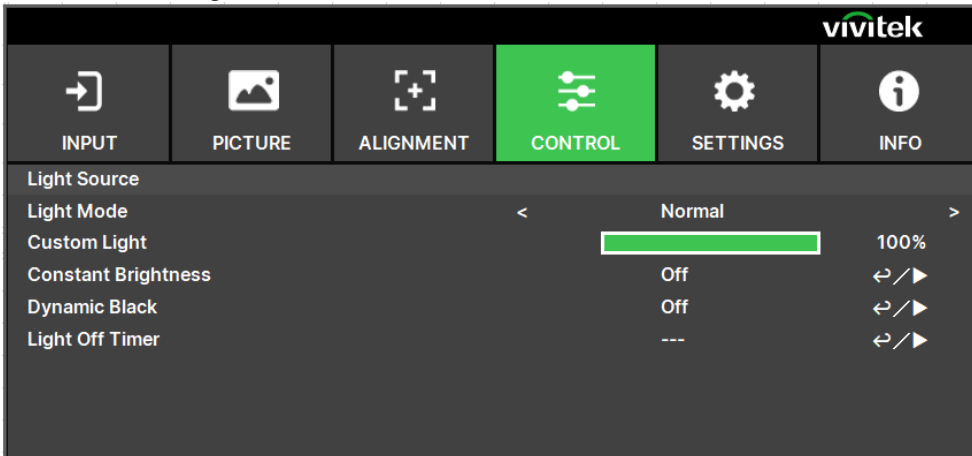 vivitek
INPUT PICTURE ALIGNMENT CONTROL SETTINGS INFO
Light Source
Light Mode < Normal >
Custom Light 100%
Constant Brightness Off ↵/▶
Dynamic Black Off ↵/▶
Light Off Timer --- ↵/▶